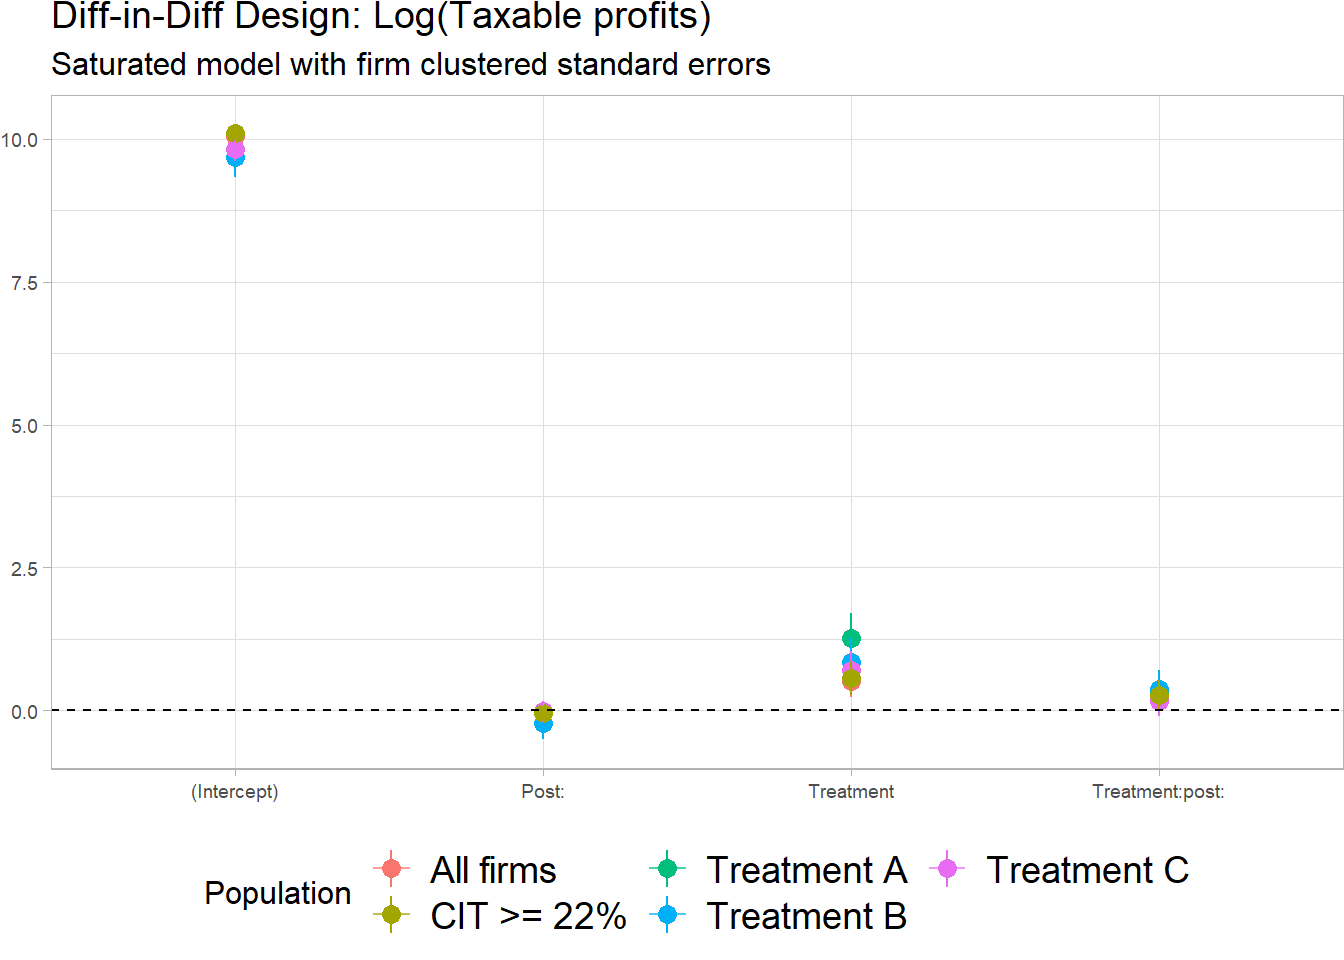 Diff-in-Diff Design: Log(Taxable profits)
Saturated model with firm clustered standard errors
10.0
7.5
5.0
2.5
0.0
(Intercept) Post: Treatment Treatment:post:
Population
All firms Treatment A Treatment C
CIT >= 22% Treatment B